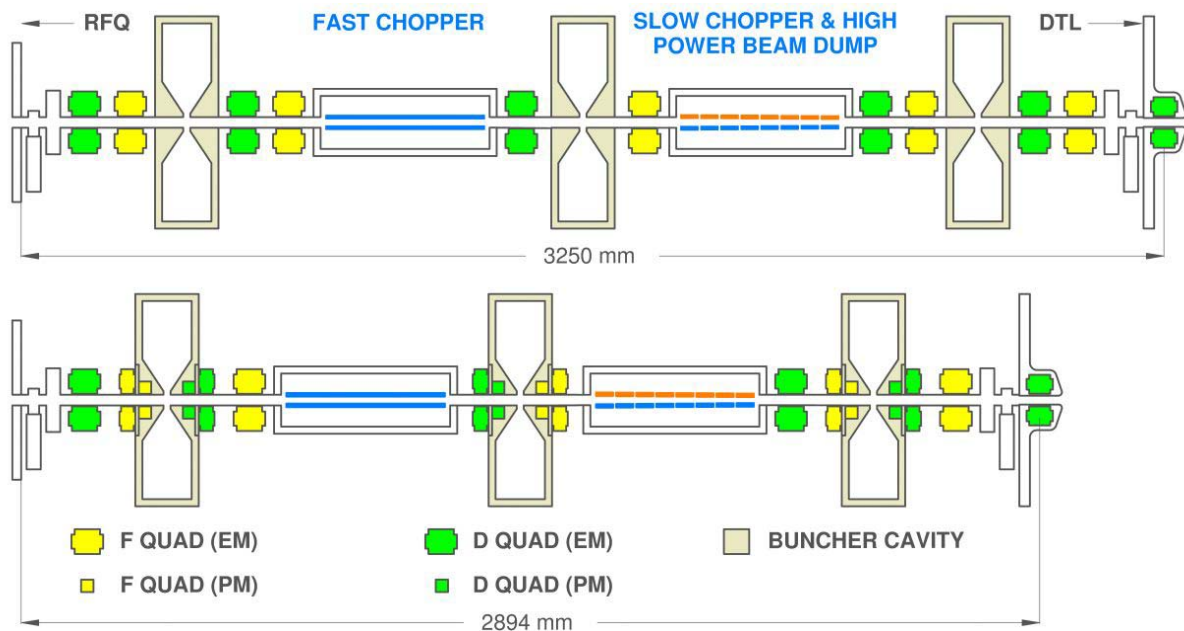 RFQ
FAST CHOPPER
SLOW CHOPPER & HIGH
POWER BEAM DUMP
DTL
3250 mm
F QUAD (EM)
D QUAD (EM)
BUNCHER CAVITY
F QUAD (PM)
D QUAD (PM)
2894 mm